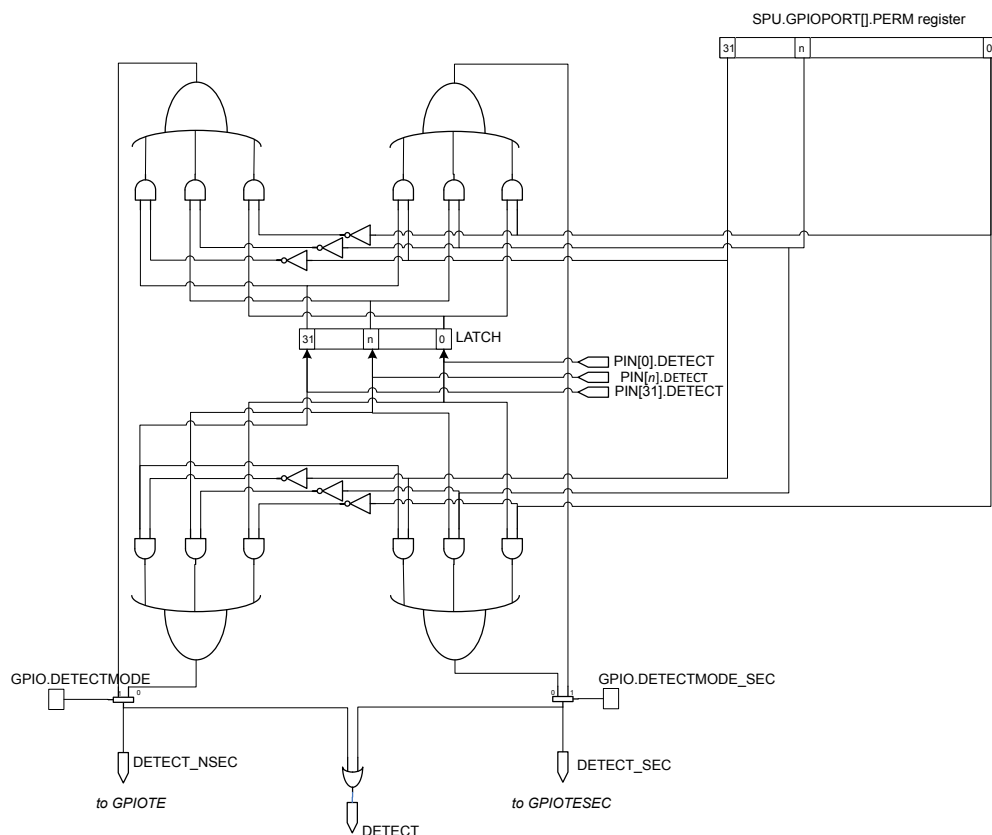 SPU.GPIOPORT[].PERM register
31 n 0
31 n 0 LATCH
PIN[0].DETECT
PIN[n].DETECT
PIN[31].DETECT
GPIO.DETECTMODE
1 0
0 1
GPIO.DETECTMODE_SEC
DETECT_NSEC
DETECT_SEC
to GPIOTE
to GPIOTESEC
DETECT